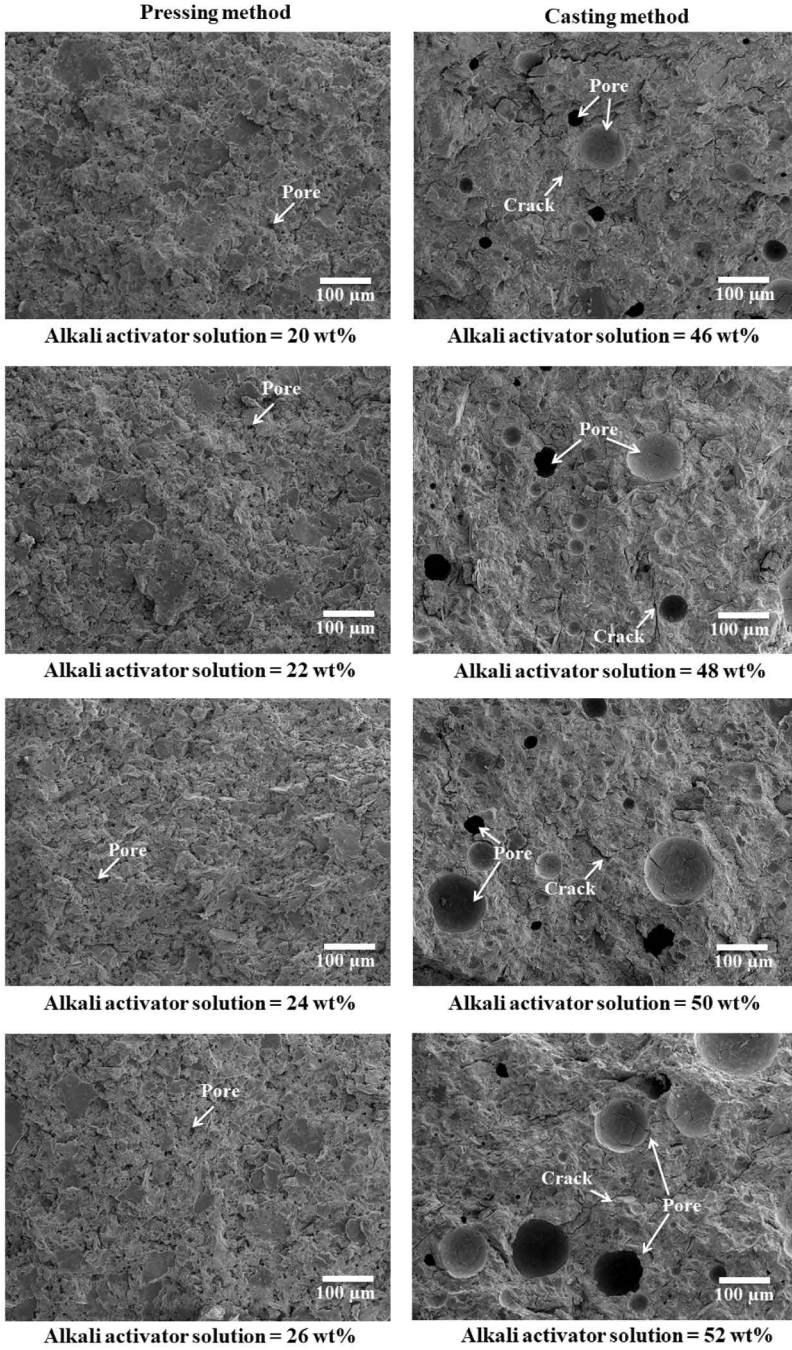 Pressing method
Casting method
Pore
100 μm
Pore
Crack
100 μm
Alkali activator solution = 20 wt%
Alkali activator solution = 46 wt%
Pore
100 μm
Pore
Crack
100 μm
Alkali activator solution = 22 wt%
Alkali activator solution = 48 wt%
Pore
100 μm
Pore
Crack
100 μm
Alkali activator solution = 24 wt%
Alkali activator solution = 50 wt%
Pore
100 μm
Crack
Pore
100 μm
Alkali activator solution = 26 wt%
Alkali activator solution = 52 wt%